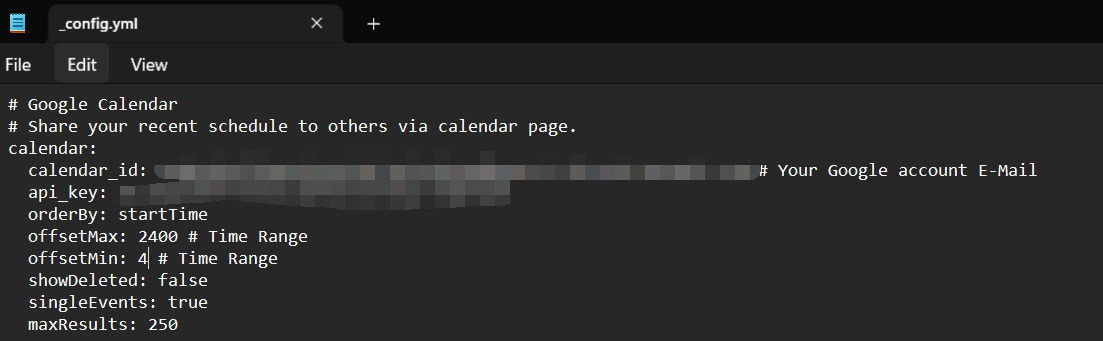 _config.yml
File Edit View
# Google Calendar
# Share your recent schedule to others via calendar page.
calendar:
  calendar_id: # Your Google account E-Mail
  api_key:
  orderBy: startTime
  offsetMax: 2400 # Time Range
  offsetMin: 4 # Time Range
  showDeleted: false
  singleEvents: true
  maxResults: 250